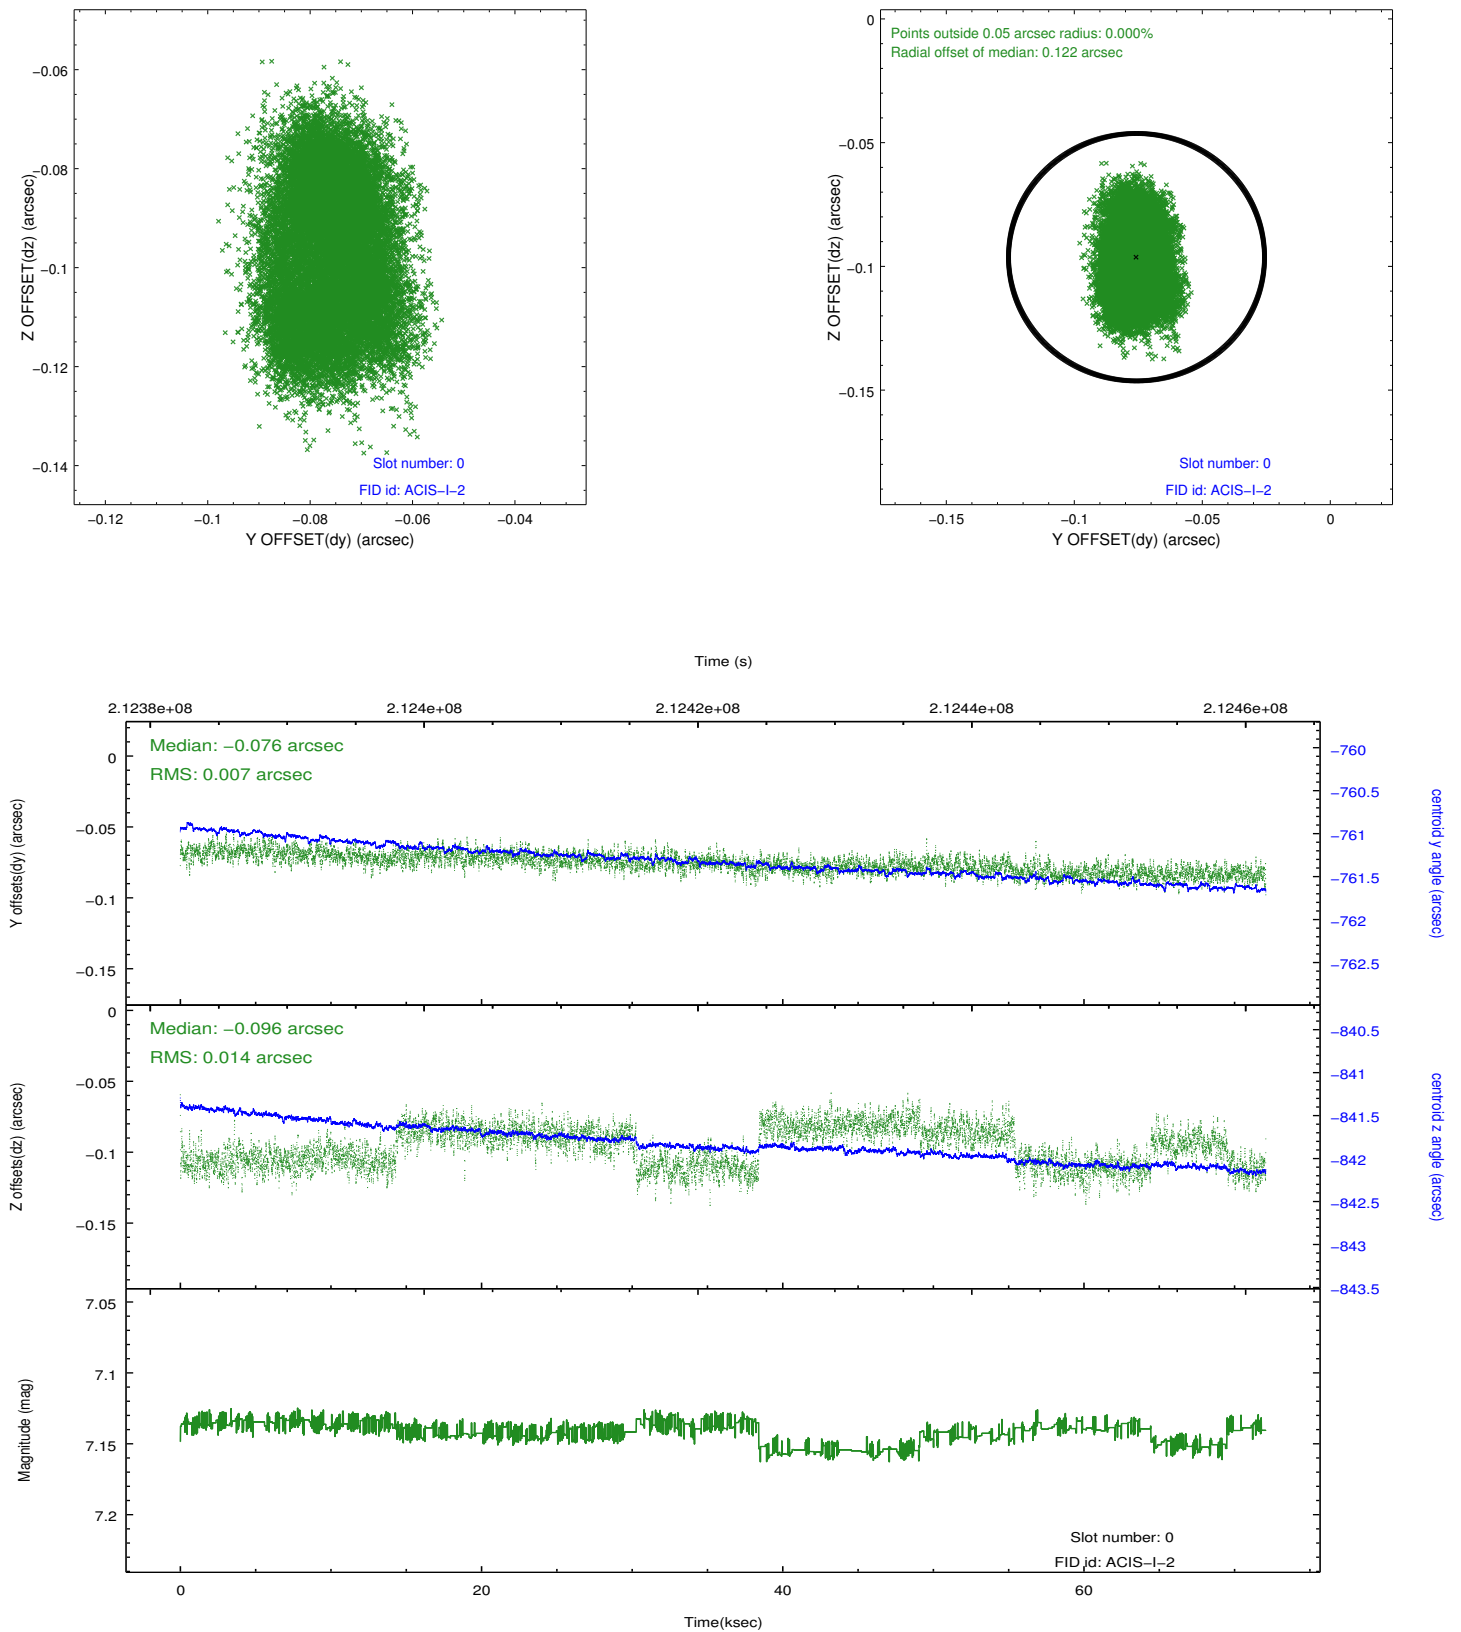 −0.06
−0.08
−0.1
−0.12
−0.14
Z OFFSET(dz) (arcsec)
Slot number: 0
FID id: ACIS−I−2
−0.12
−0.1
−0.08
−0.06
−0.04
Y OFFSET(dy) (arcsec)
0
−0.05
−0.1
−0.15
Z OFFSET(dz) (arcsec)
Points outside 0.05 arcsec radius: 0.000%
Radial offset of median: 0.122 arcsec
Slot number: 0
FID id: ACIS−I−2
−0.15
−0.1
−0.05
0
Y OFFSET(dy) (arcsec)
Time (s)
2.1238e+08
2.124e+08
2.1242e+08
2.1244e+08
2.1246e+08
Median: −0.076 arcsec
RMS: 0.007 arcsec
0
−0.05
−0.1
−0.15
Y offsets(dy) (arcsec)
−760
−760.5
−761
−761.5
−762
−762.5
centroid y angle (arcsec)
Median: −0.096 arcsec
RMS: 0.014 arcsec
0
−0.05
−0.1
−0.15
Z offsets(dz) (arcsec)
−840.5
−841
−841.5
−842
−842.5
−843
−843.5
centroid z angle (arcsec)
7.05
7.1
7.15
7.2
Magnitude (mag)
Slot number: 0
FID id: ACIS−I−2
0
20
40
60
Time(ksec)